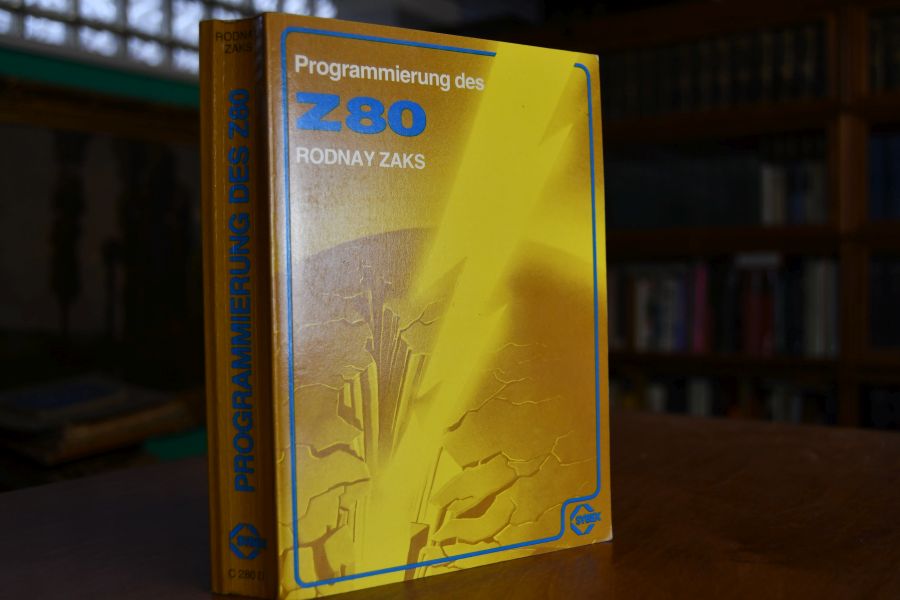 RODNAY
ZAKS
PROGRAMMIERUNG DES Z80
SYBEX
Programmierung des
Z80
RODNAY ZAKS
SYBEX